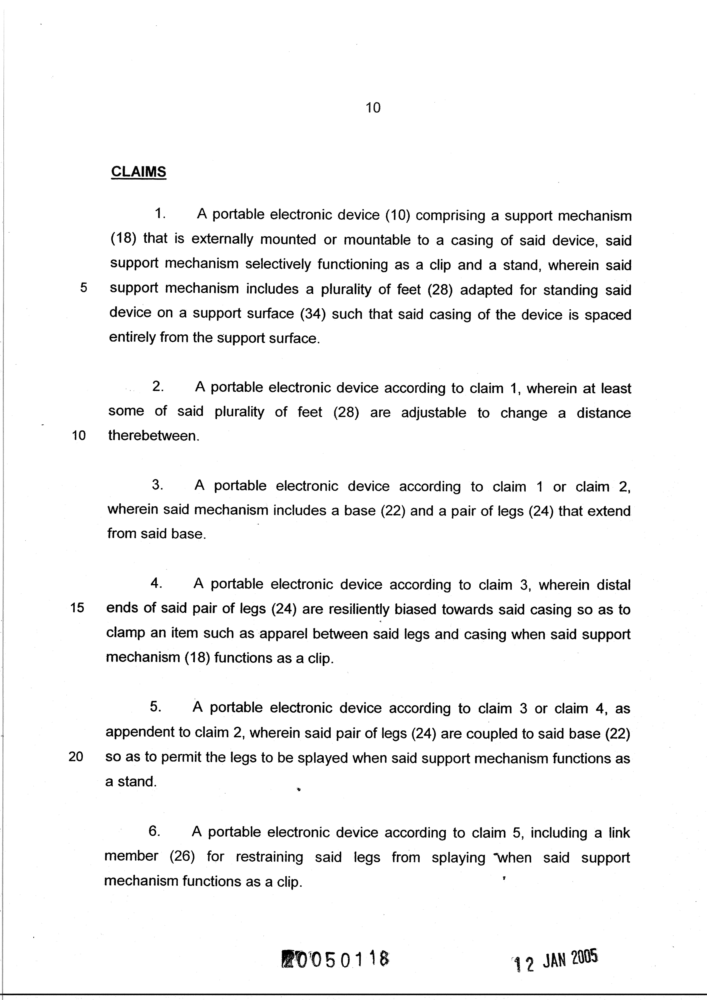 10
CLAIMS
1. A portable electronic device (10) comprising a support mechanism
(18) that is externally mounted or mountable to a casing of said device, said
support mechanism selectively functioning as a clip and a stand, wherein said
5 support mechanism includes a plurality of feet (28) adapted for standing said
device on a support surface (34) such that said casing of the device is spaced
entirely from the support surface.
2. A portable electronic device according to claim 1, wherein at least
some of said plurality of feet (28) are adjustable to change a distance
10 therebetween.
3. A portable electronic device according to claim 1 or claim 2,
wherein said mechanism includes a base (22) and a pair of legs (24) that extend
from said base.
4. A portable electronic device according to claim 3, wherein distal
15 ends of said pair of legs (24) are resiliently biased towards said casing so as to
clamp an item such as apparel between said legs and casing when said support
mechanism (18) functions as a clip.
5. A portable electronic device according to claim 3 or claim 4, as
appendent to claim 2, wherein said pair of legs (24) are coupled to said base (22)
20 so as to permit the legs to be splayed when said support mechanism functions as
a stand.
6. A portable electronic device according to claim 5, including a link
member (26) for restraining said legs from splaying when said support
mechanism functions as a clip.
20050118 12 JAN 2005